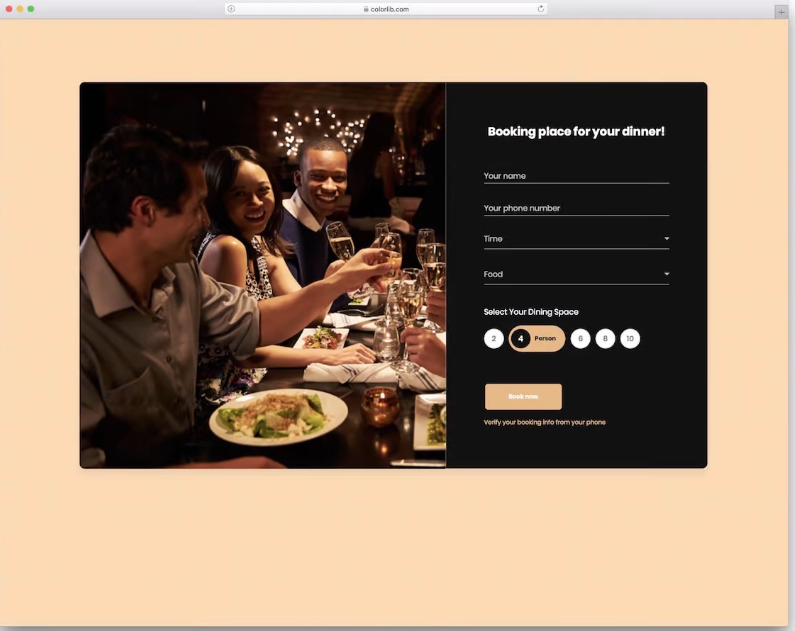 colorlib.com
Booking place for your dinner!
Your name
Your phone number
Time
Food
Select Your Dining Space
2 4 Person 6 8 10
Book now
Verify your booking info from your phone